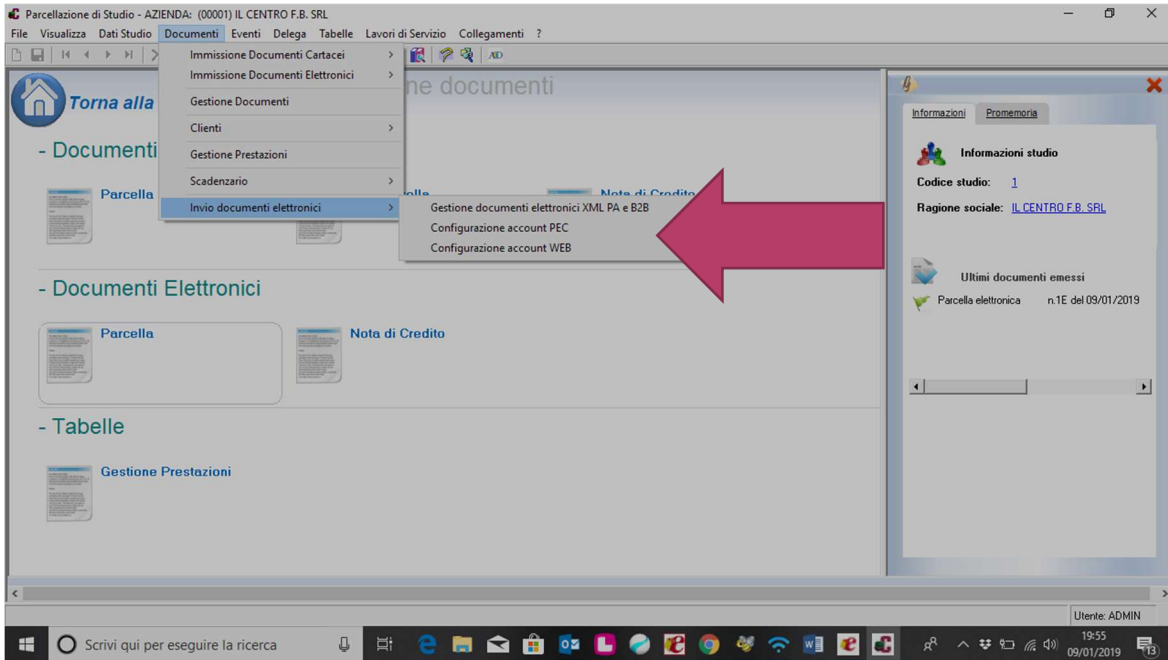 Parcellazione di Studio - AZIENDA: (00001) IL CENTRO F.B. SRL
File Visualizza Dati Studio Documenti Eventi Delega Tabelle Lavori di Servizio Collegamenti ?
Immissione Documenti Cartacei
Immissione Documenti Elettronici
Gestione Documenti
Clienti
Gestione Prestazioni
Scadenzario
Invio documenti elettronici
Gestione documenti elettronici XML PA e B2B
Configurazione account PEC
Configurazione account WEB
ne documenti
Torna alla
- Documenti
Parcella
Nota di Credito
- Documenti Elettronici
Parcella
Nota di Credito
- Tabelle
Gestione Prestazioni
Informazioni Promemoria
Informazioni studio
Codice studio: 1
Ragione sociale: IL CENTRO F.B. SRL
Ultimi documenti emessi
Parcella elettronica n.1E del 09/01/2019
Utente: ADMIN
Scrivi qui per eseguire la ricerca
19:55
09/01/2019
13